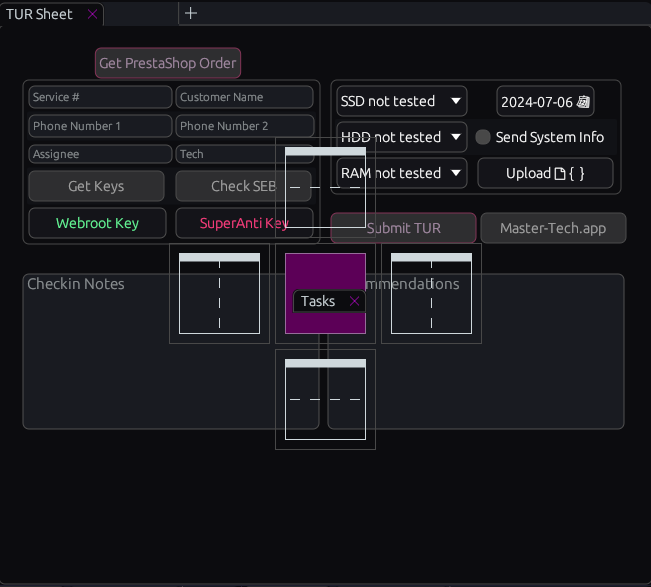 TUR Sheet
Get PrestaShop Order
Service #
Customer Name
Phone Number 1
Phone Number 2
Assignee
Tech
Get Keys
Check SEB
Webroot Key
SuperAnti Key
SSD not tested
2024-07-06
HDD not tested
Send System Info
RAM not tested
Upload { }
Submit TUR
Master-Tech.app
Checkin Notes
mmendations
Tasks